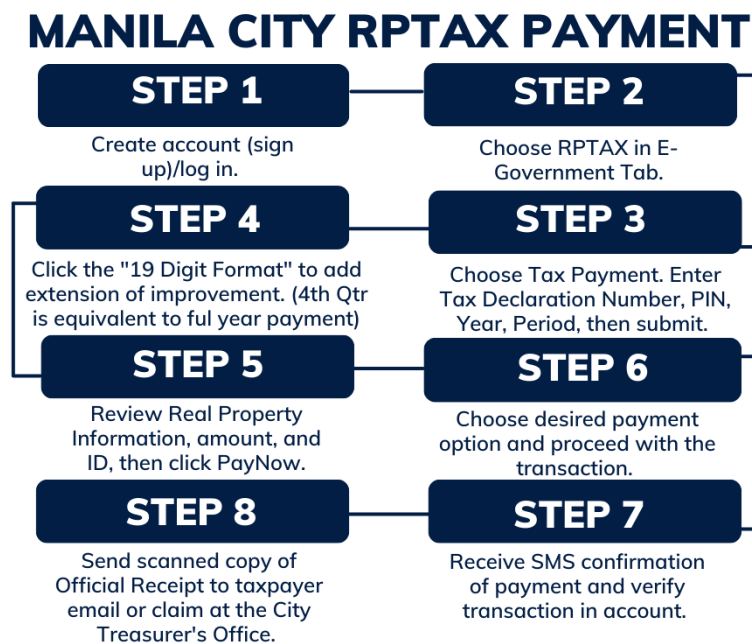 MANILA CITY RPTAX PAYMENT
STEP 1
Create account (sign
up)/log in.
STEP 2
Choose RPTAX in E-
Government Tab.
STEP 3
Choose Tax Payment. Enter
Tax Declaration Number, PIN,
Year, Period, then submit.
STEP 4
Click the "19 Digit Format" to add
extension of improvement. (4th Qtr
is equivalent to ful year payment)
STEP 5
Review Real Property
Information, amount, and
ID, then click PayNow.
STEP 6
Choose desired payment
option and proceed with the
transaction.
STEP 7
Receive SMS confirmation
of payment and verify
transaction in account.
STEP 8
Send scanned copy of
Official Receipt to taxpayer
email or claim at the City
Treasurer's Office.